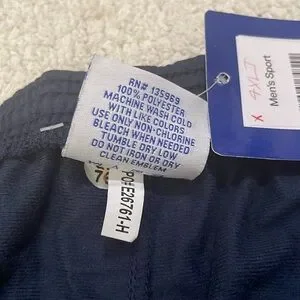 RN# 135969
100% POLYESTER
MACHINE WASH COLD
WITH LIKE COLORS
USE ONLY NON-CHLORINE
BLEACH WHEN NEEDED
TUMBLE DRY LOW
DO NOT IRON OR DRY
CLEAN EMBLEM
PO#E26761-H
X
Men's Sport